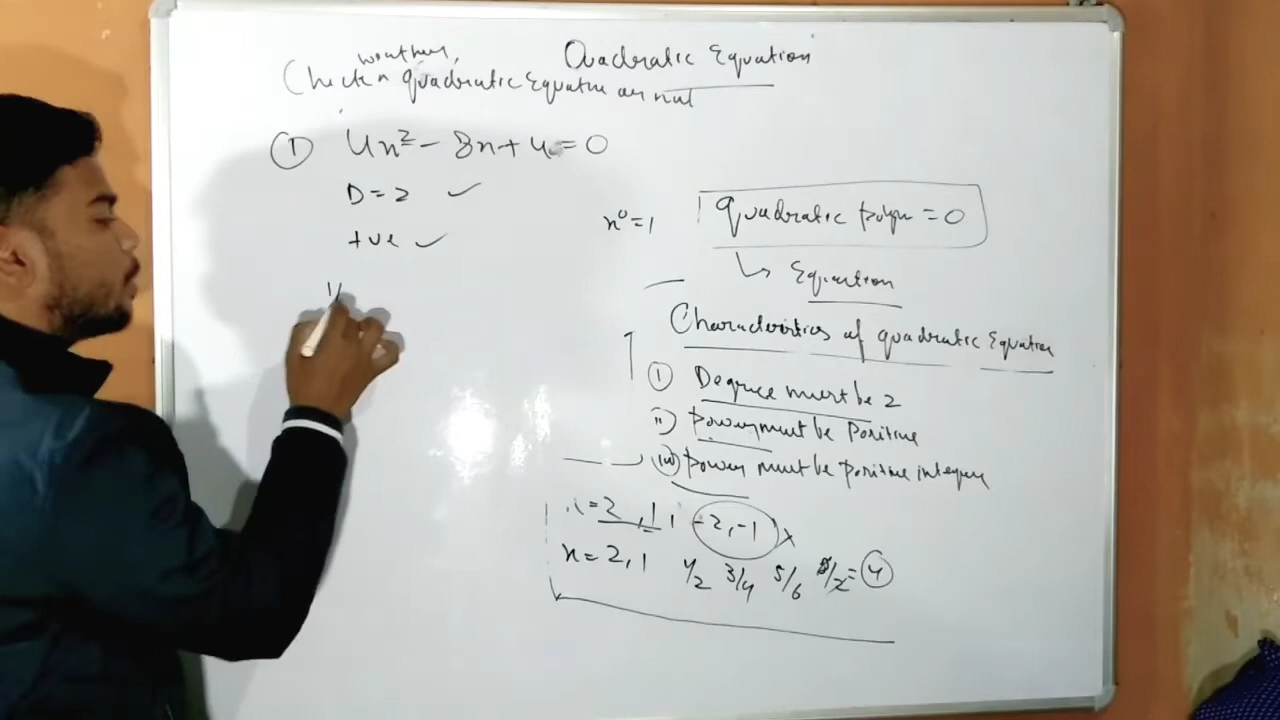 Quadratic Equation
wether,
Check n quadratic Equation or not
① 4x² - 8x + 4 = 0
D = 2 ✓
+ve ✓
x⁰ = 1
quadratic polyn = 0
↳ Equation
Characteristics of quadratic Equation
① Degree must be 2
ii) Power must be Positive
(iii) Power must be positive integer
= 2, 1, -2, -1 ×
x = 2, 1 1/2 3/4 5/6 8/2 = ④